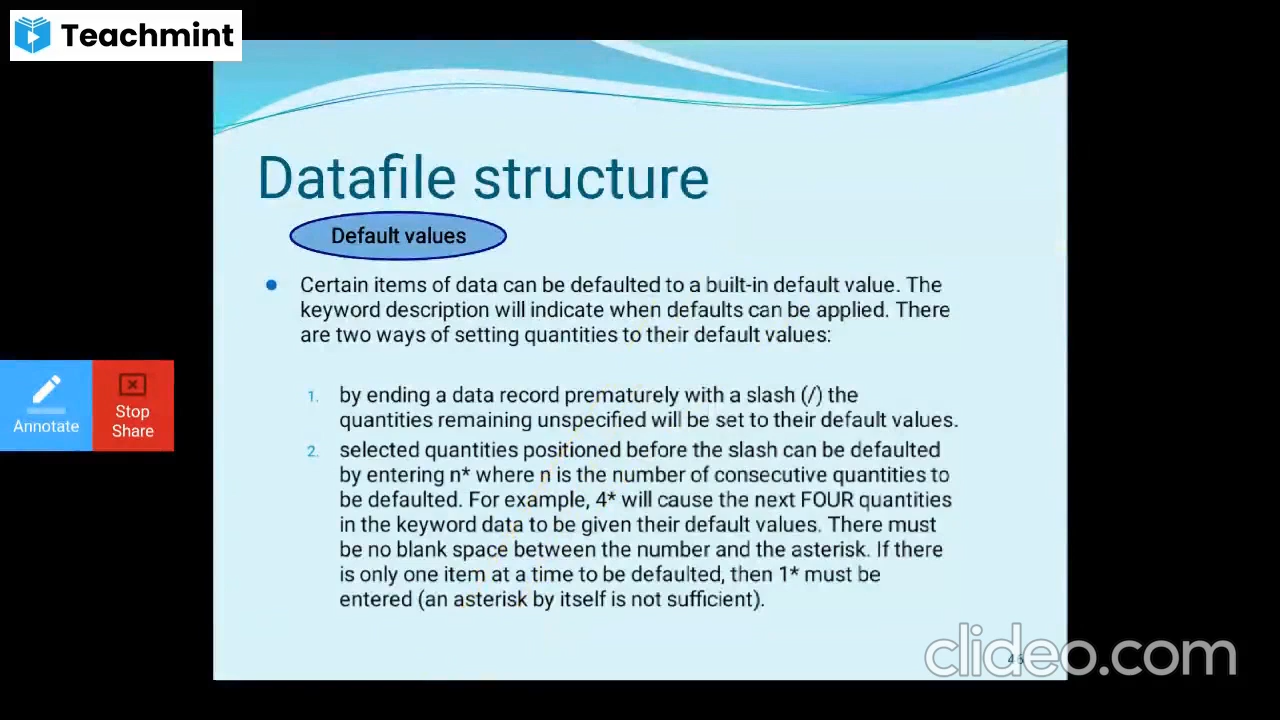 Teachmint
Datafile structure
Default values
Certain items of data can be defaulted to a built-in default value. The
keyword description will indicate when defaults can be applied. There
are two ways of setting quantities to their default values:
1. by ending a data record prematurely with a slash (/) the
quantities remaining unspecified will be set to their default values.
2. selected quantities positioned before the slash can be defaulted
by entering n* where n is the number of consecutive quantities to
be defaulted. For example, 4* will cause the next FOUR quantities
in the keyword data to be given their default values. There must
be no blank space between the number and the asterisk. If there
is only one item at a time to be defaulted, then 1* must be
entered (an asterisk by itself is not sufficient).
Annotate
Stop
Share
clideo.com